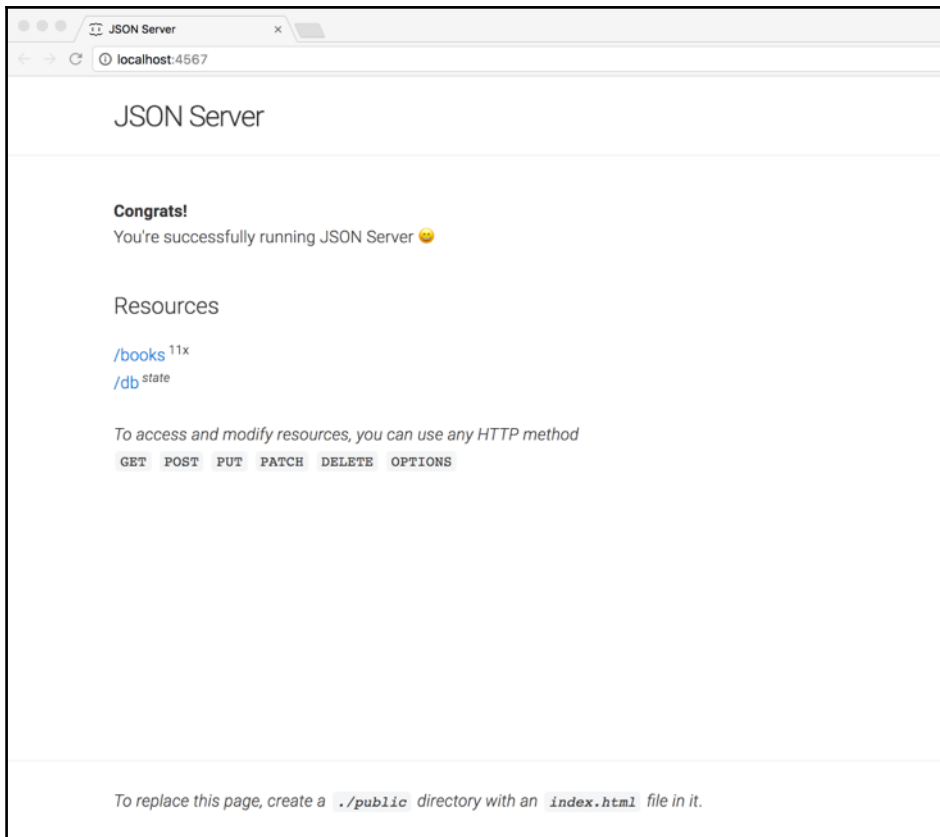 JSON Server
localhost:4567
JSON Server
Congrats!
You're successfully running JSON Server 😄
Resources
/books 11x
/db state
To access and modify resources, you can use any HTTP method
GET POST PUT PATCH DELETE OPTIONS
To replace this page, create a ./public directory with an index.html file in it.